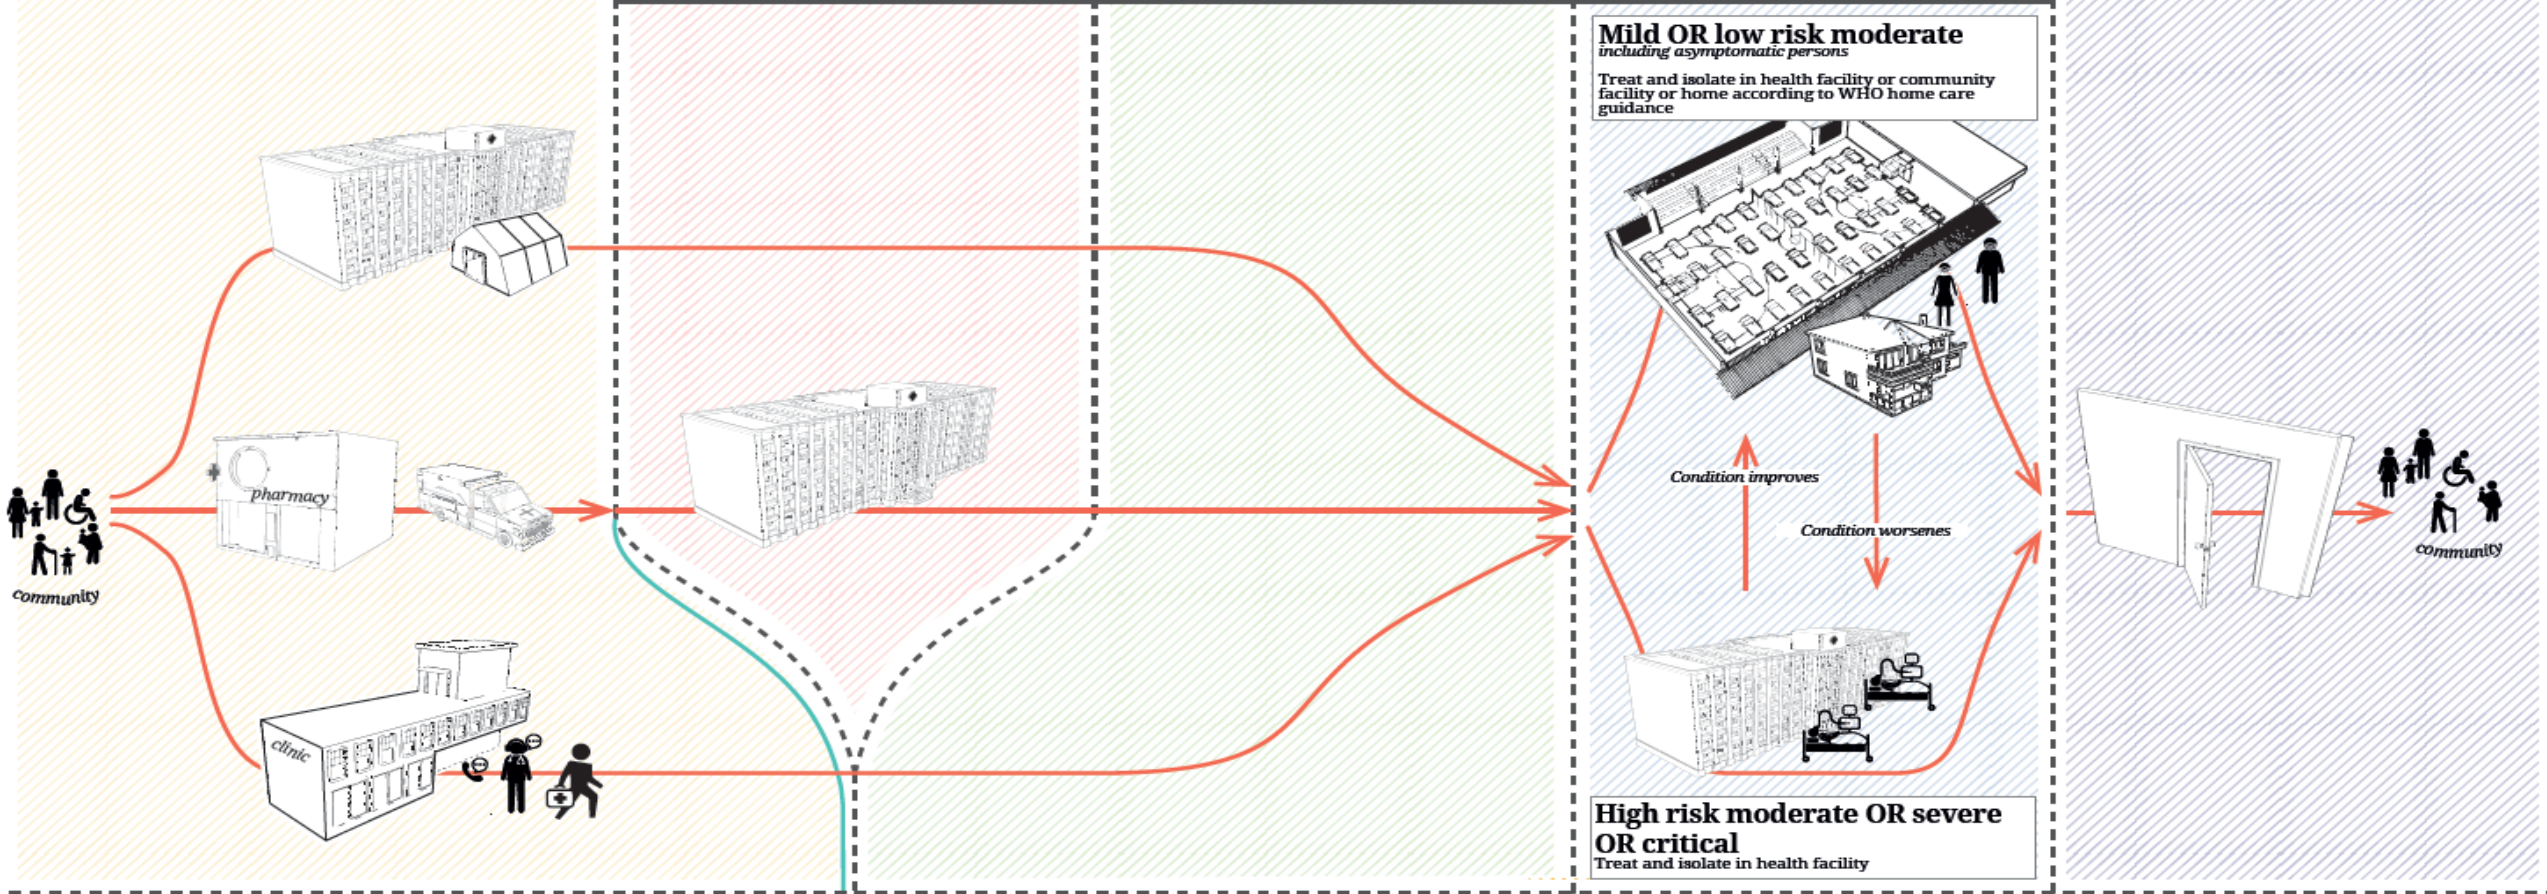 Mild OR low risk moderate
including asymptomatic persons
Treat and isolate in health facility or community
facility or home according to WHO home care
guidance
pharmacy
community
clinic
Condition improves
Condition worsenes
community
High risk moderate OR severe
OR critical
Treat and isolate in health facility